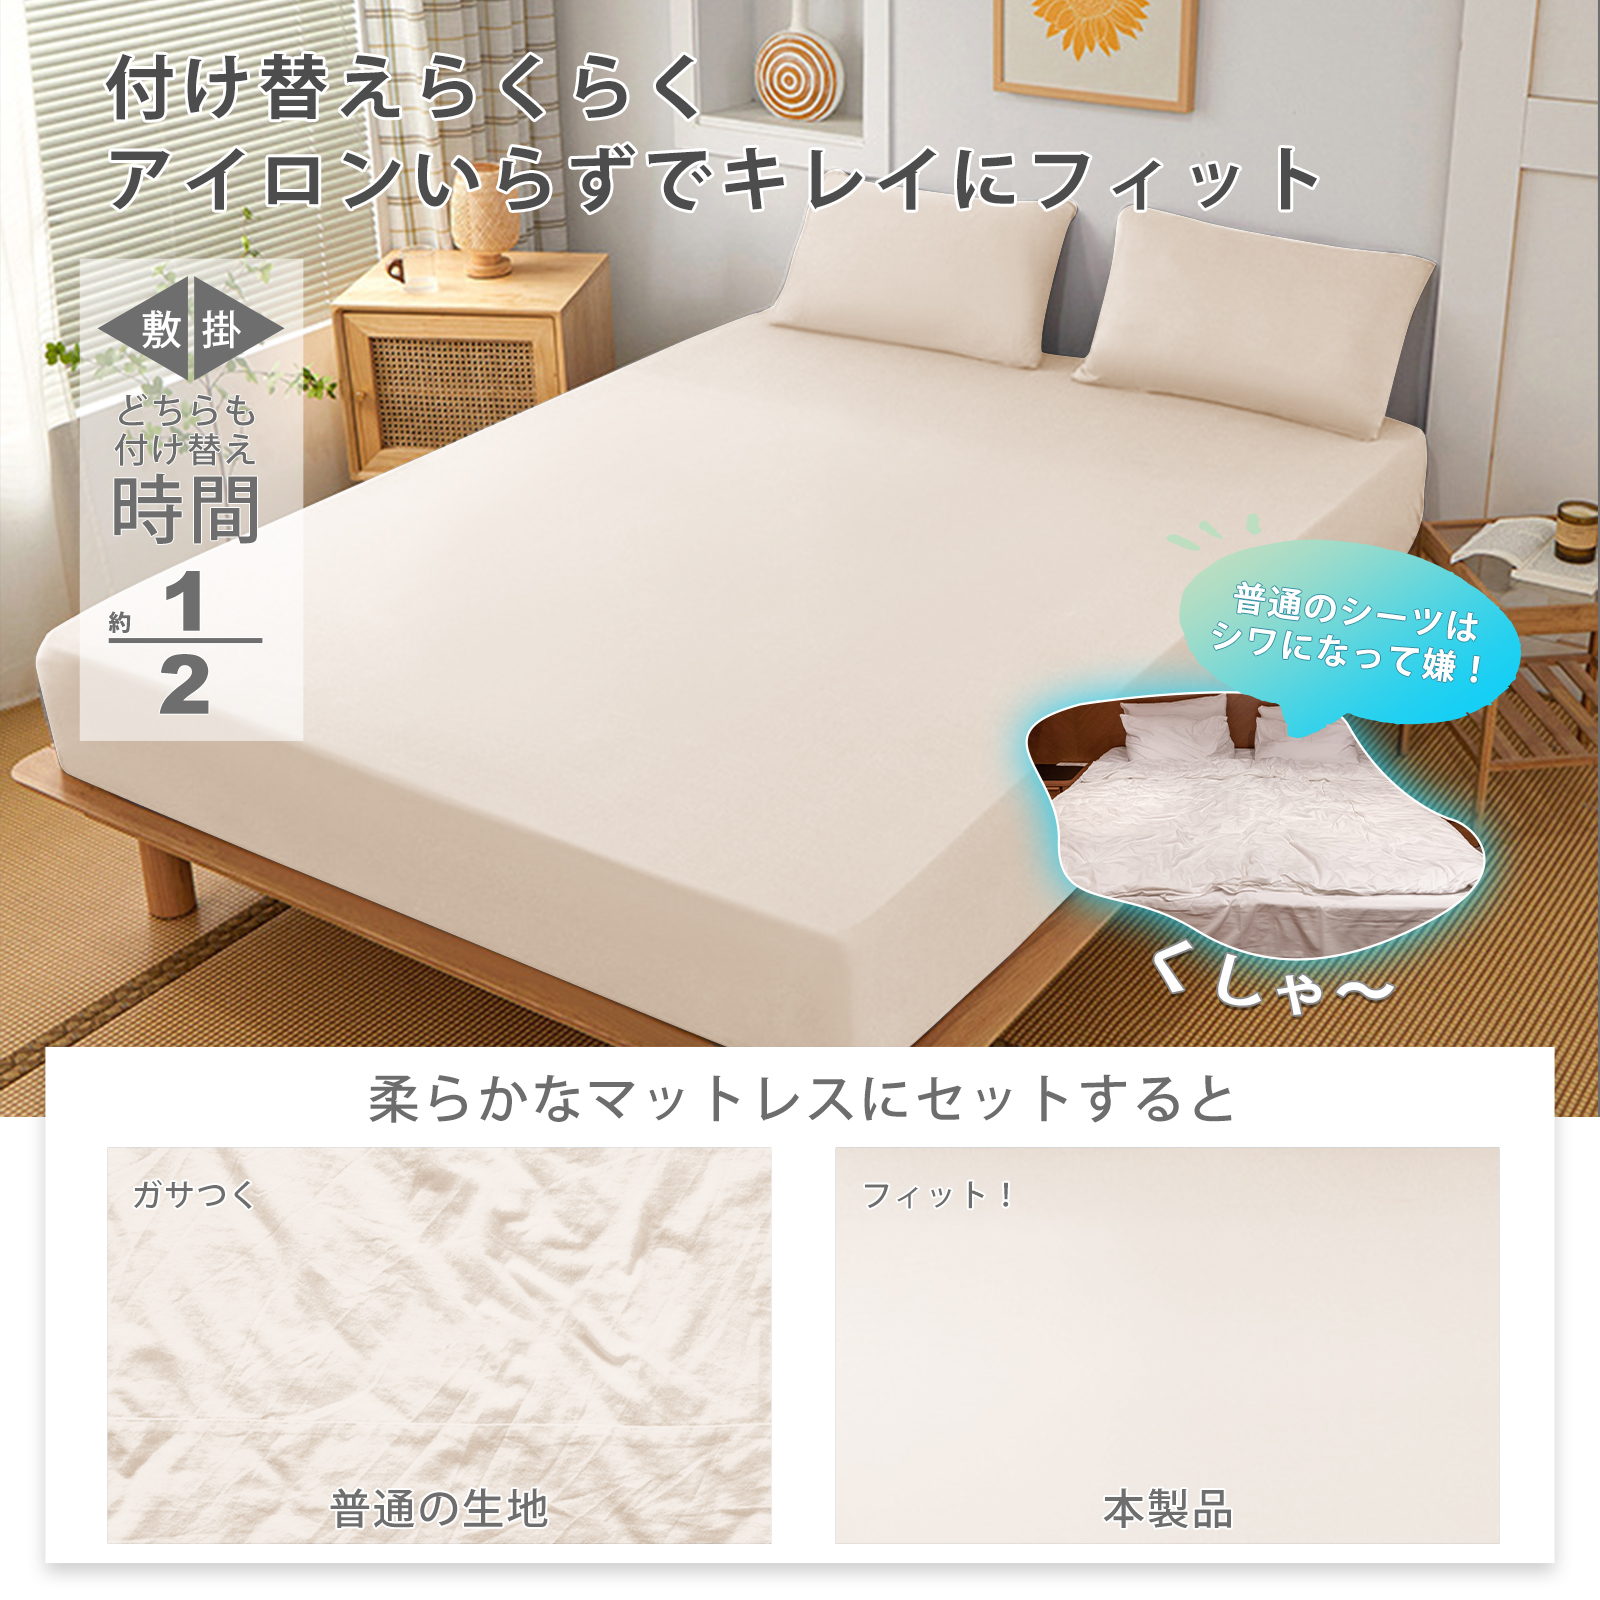 付け替えらくらく
アイロンいらずでキレイにフィット
敷 掛
どちらも
付け替え
時間
約 1
2
普通のシーツは
シワになって嫌！
くしゃ〜
柔らかなマットレスにセットすると
ガサつく
普通の生地
フィット！
本製品